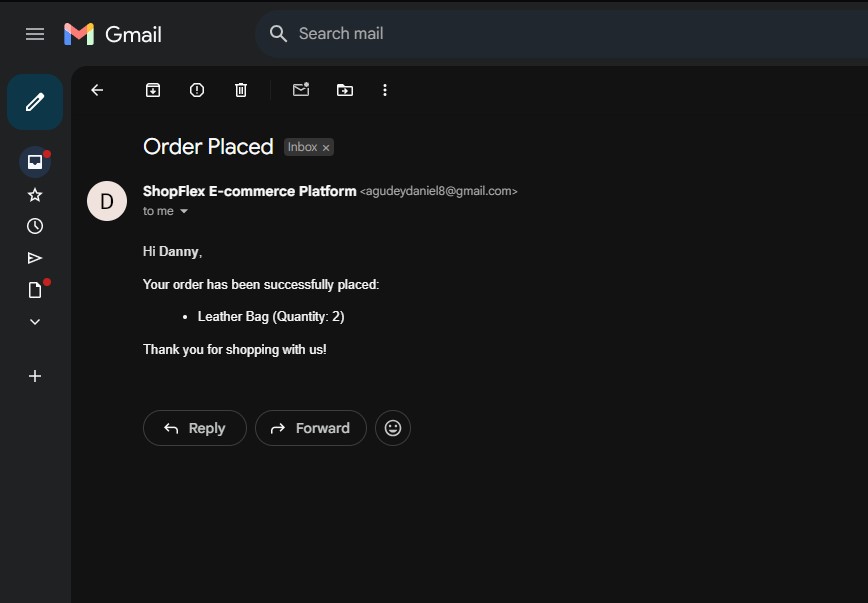 Gmail
Search mail
Order Placed Inbox ×
D
ShopFlex E-commerce Platform <agudeydaniel8@gmail.com>
to me
Hi Danny,
Your order has been successfully placed:
• Leather Bag (Quantity: 2)
Thank you for shopping with us!
Reply Forward